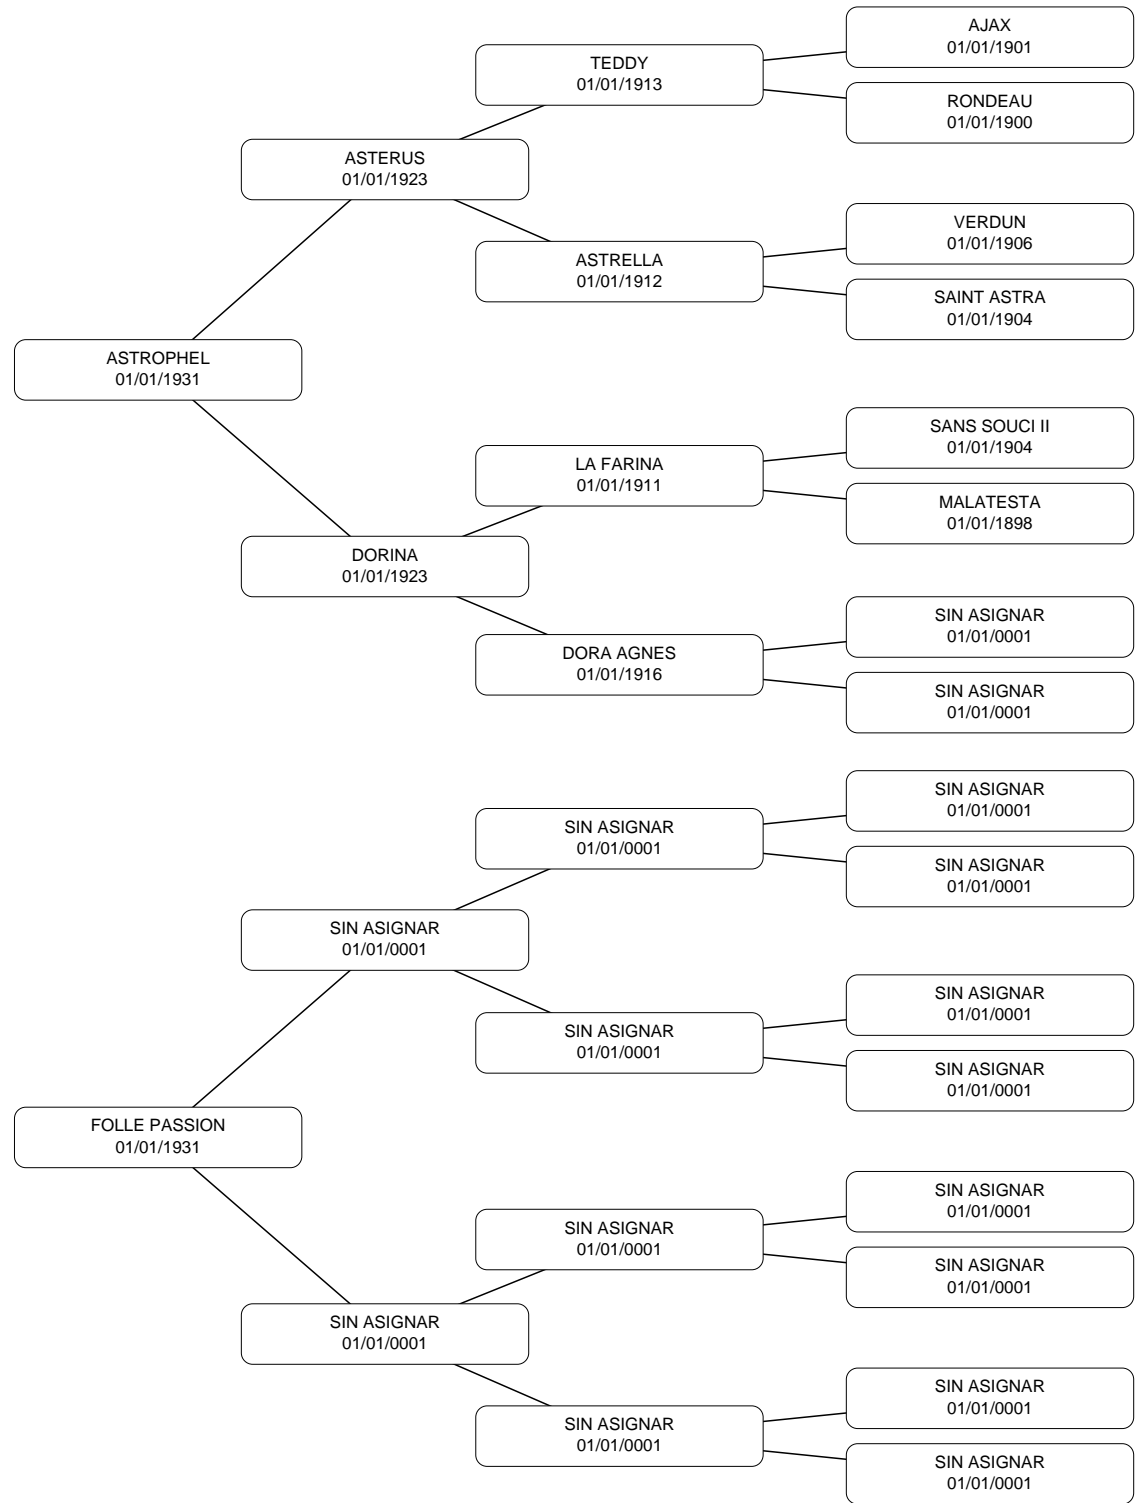 AJAX
01/01/1901
TEDDY
01/01/1913
RONDEAU
01/01/1900
ASTERUS
01/01/1923
VERDUN
01/01/1906
ASTRELLA
01/01/1912
SAINT ASTRA
01/01/1904
ASTROPHEL
01/01/1931
SANS SOUCI II
01/01/1904
LA FARINA
01/01/1911
MALATESTA
01/01/1898
DORINA
01/01/1923
SIN ASIGNAR
01/01/0001
DORA AGNES
01/01/1916
SIN ASIGNAR
01/01/0001
SIN ASIGNAR
01/01/0001
SIN ASIGNAR
01/01/0001
SIN ASIGNAR
01/01/0001
SIN ASIGNAR
01/01/0001
SIN ASIGNAR
01/01/0001
SIN ASIGNAR
01/01/0001
SIN ASIGNAR
01/01/0001
FOLLE PASSION
01/01/1931
SIN ASIGNAR
01/01/0001
SIN ASIGNAR
01/01/0001
SIN ASIGNAR
01/01/0001
SIN ASIGNAR
01/01/0001
SIN ASIGNAR
01/01/0001
SIN ASIGNAR
01/01/0001
SIN ASIGNAR
01/01/0001